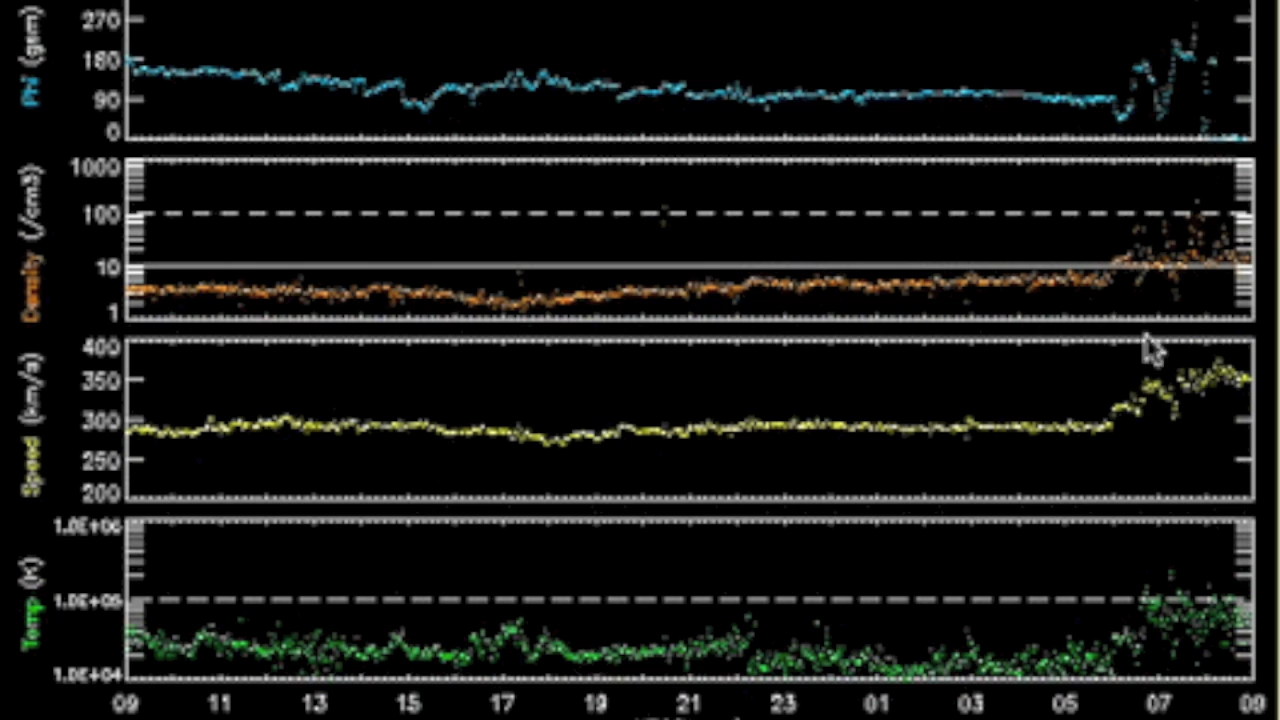 Phi (gsm)
270
180
90
0
Density (/cm3)
1000
100
10
1
Speed (km/s)
400
350
300
250
200
Temp (K)
1.0E+06
1.0E+05
1.0E+04
09 11 13 15 17 19 21 23 01 03 05 07 09